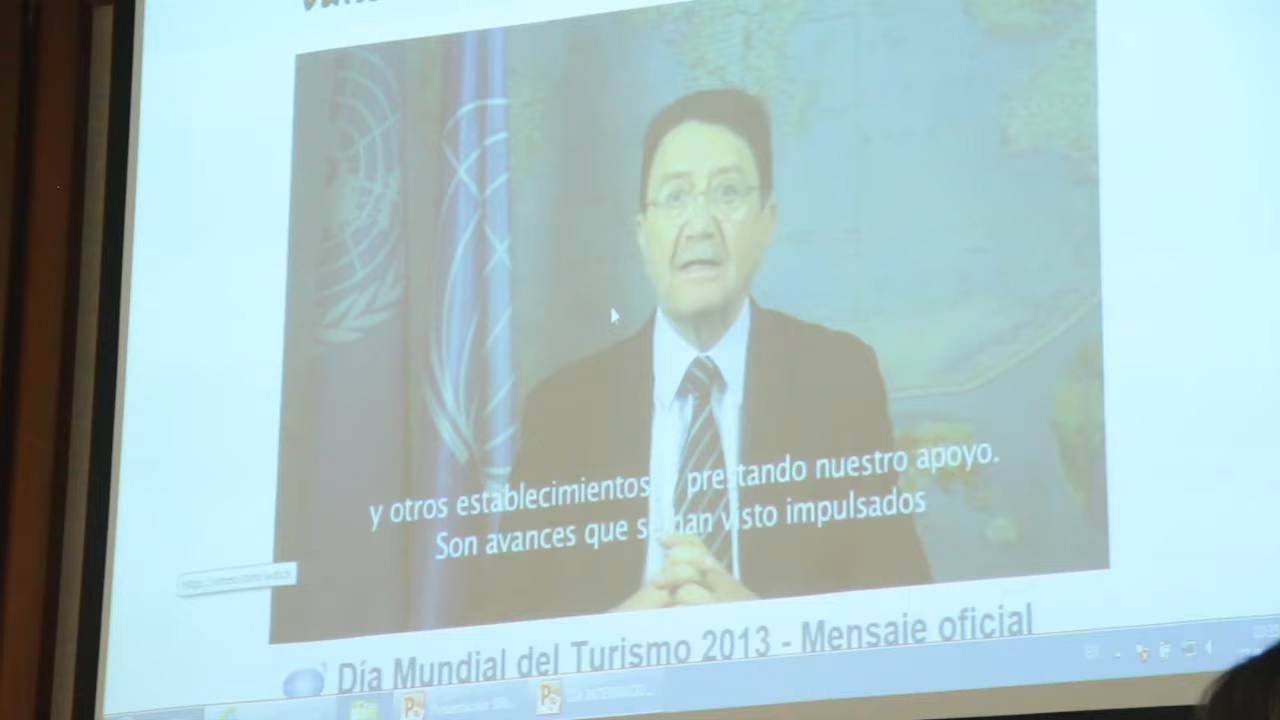 y otros establecimientos prestando nuestro apoyo.
Son avances que se han visto impulsados
Día Mundial del Turismo 2013 - Mensaje oficial